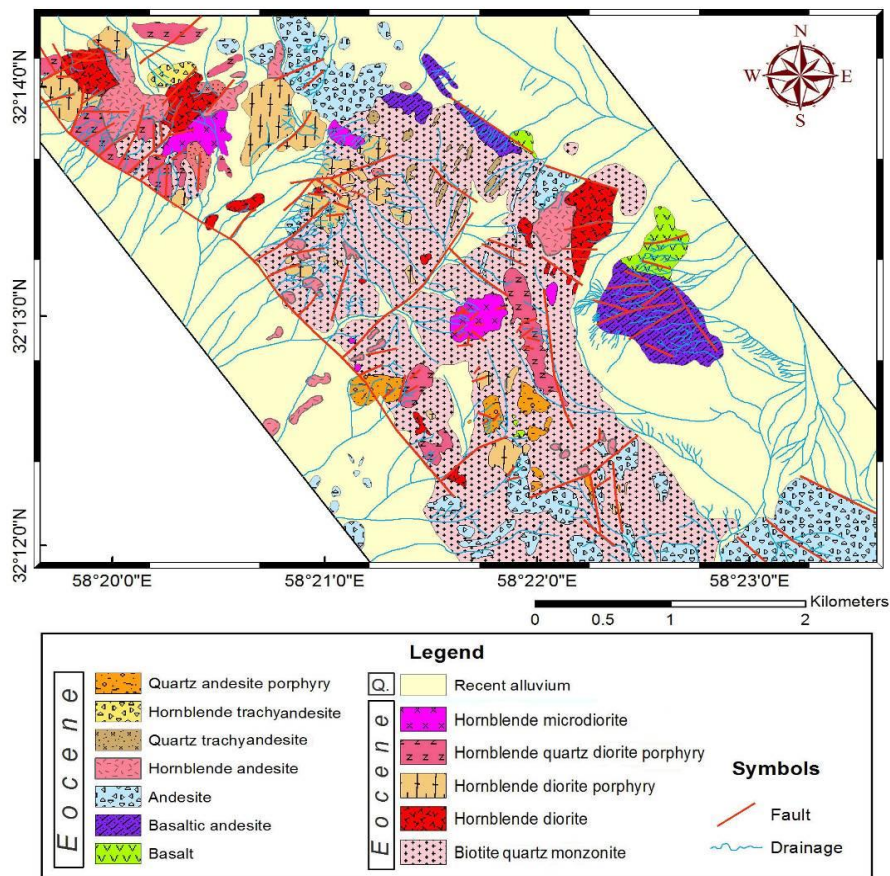 N
W E
S
32°14'0"N
32°13'0"N
32°12'0"N
58°20'0"E 58°21'0"E 58°22'0"E 58°23'0"E
Kilometers
0 0.5 1 2
Legend
Eocene
Quartz andesite porphyry
Hornblende trachyandesite
Quartz trachyandesite
Hornblende andesite
Andesite
Basaltic andesite
Basalt
Q.
Recent alluvium
Eocene
Hornblende microdiorite
Hornblende quartz diorite porphyry
Hornblende diorite porphyry
Hornblende diorite
Biotite quartz monzonite
Symbols
Fault
Drainage